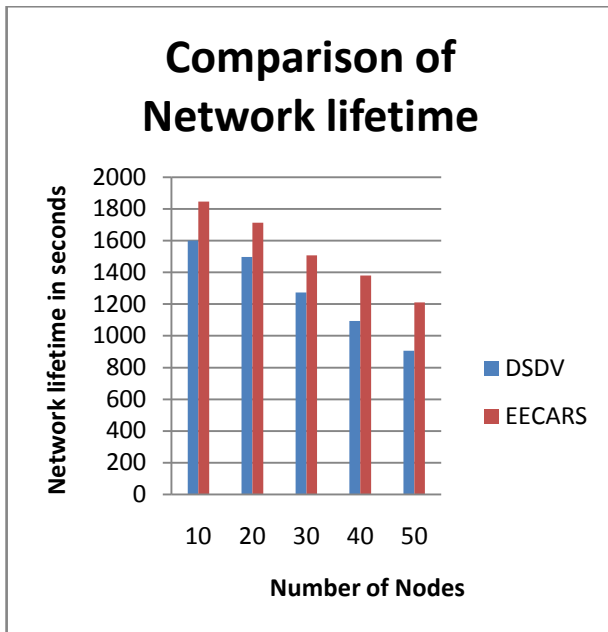 Comparison of
Network lifetime
Network lifetime in seconds
2000
1800
1600
1400
1200
1000
800
600
400
200
0
10 20 30 40 50
Number of Nodes
DSDV
EECARS